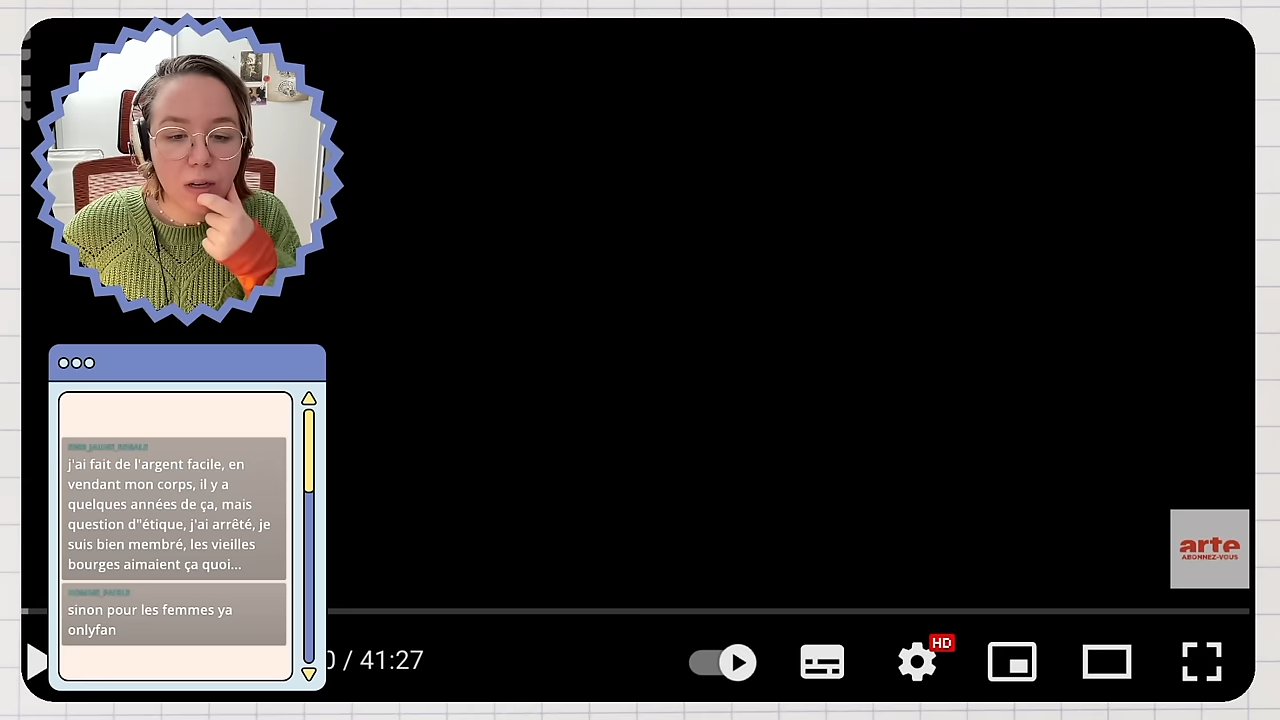 j'ai fait de l'argent facile, en
vendant mon corps, il y a
quelques années de ça, mais
question d"étique, j'ai arrêté, je
suis bien membré, les vieilles
bourges aimaient ça quoi...
sinon pour les femmes ya
onlyfan
arte
ABONNEZ-VOUS
/ 41:27
HD